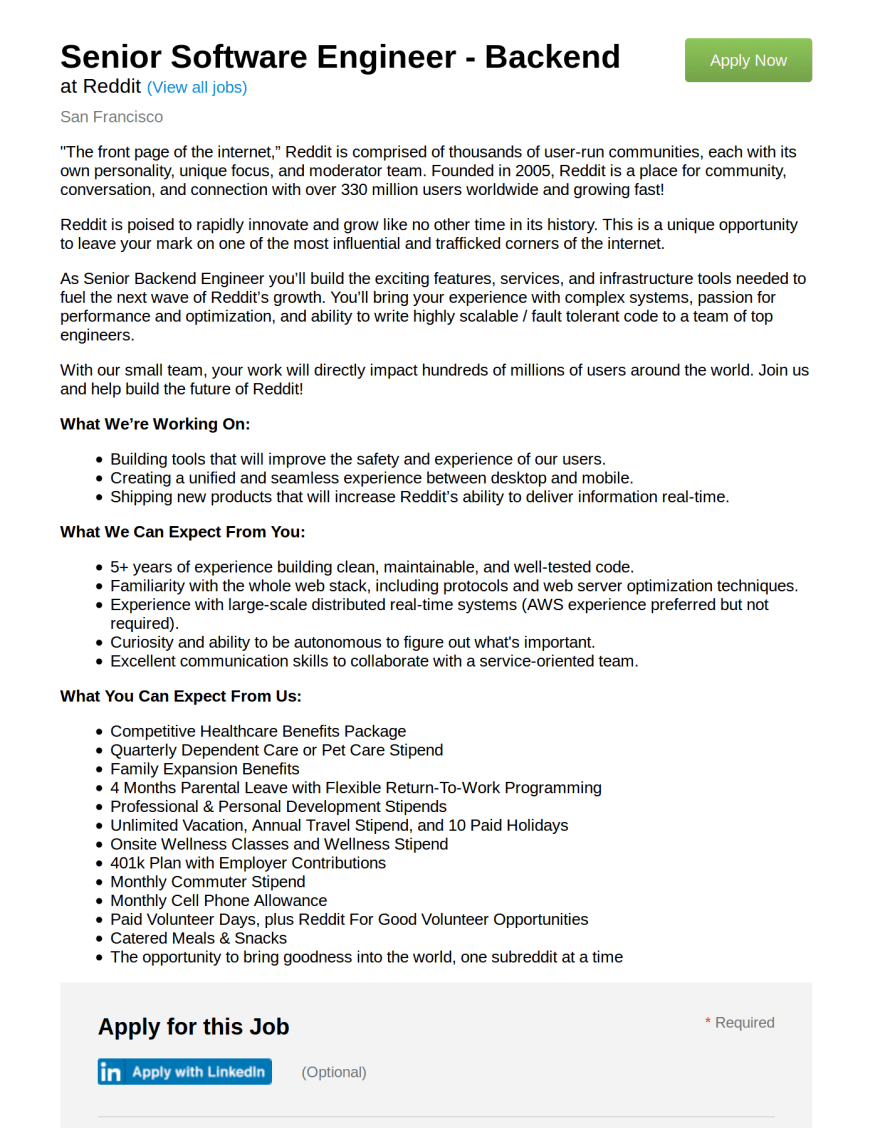 Senior Software Engineer - Backend
Apply Now
at Reddit (View all jobs)
San Francisco
"The front page of the internet,” Reddit is comprised of thousands of user-run communities, each with its
own personality, unique focus, and moderator team. Founded in 2005, Reddit is a place for community,
conversation, and connection with over 330 million users worldwide and growing fast!
Reddit is poised to rapidly innovate and grow like no other time in its history. This is a unique opportunity
to leave your mark on one of the most influential and trafficked corners of the internet.
As Senior Backend Engineer you’ll build the exciting features, services, and infrastructure tools needed to
fuel the next wave of Reddit’s growth. You’ll bring your experience with complex systems, passion for
performance and optimization, and ability to write highly scalable / fault tolerant code to a team of top
engineers.
With our small team, your work will directly impact hundreds of millions of users around the world. Join us
and help build the future of Reddit!
What We’re Working On:
• Building tools that will improve the safety and experience of our users.
• Creating a unified and seamless experience between desktop and mobile.
• Shipping new products that will increase Reddit’s ability to deliver information real-time.
What We Can Expect From You:
• 5+ years of experience building clean, maintainable, and well-tested code.
• Familiarity with the whole web stack, including protocols and web server optimization techniques.
• Experience with large-scale distributed real-time systems (AWS experience preferred but not
required).
• Curiosity and ability to be autonomous to figure out what's important.
• Excellent communication skills to collaborate with a service-oriented team.
What You Can Expect From Us:
• Competitive Healthcare Benefits Package
• Quarterly Dependent Care or Pet Care Stipend
• Family Expansion Benefits
• 4 Months Parental Leave with Flexible Return-To-Work Programming
• Professional & Personal Development Stipends
• Unlimited Vacation, Annual Travel Stipend, and 10 Paid Holidays
• Onsite Wellness Classes and Wellness Stipend
• 401k Plan with Employer Contributions
• Monthly Commuter Stipend
• Monthly Cell Phone Allowance
• Paid Volunteer Days, plus Reddit For Good Volunteer Opportunities
• Catered Meals & Snacks
• The opportunity to bring goodness into the world, one subreddit at a time
Apply for this Job
* Required
in Apply with LinkedIn
(Optional)